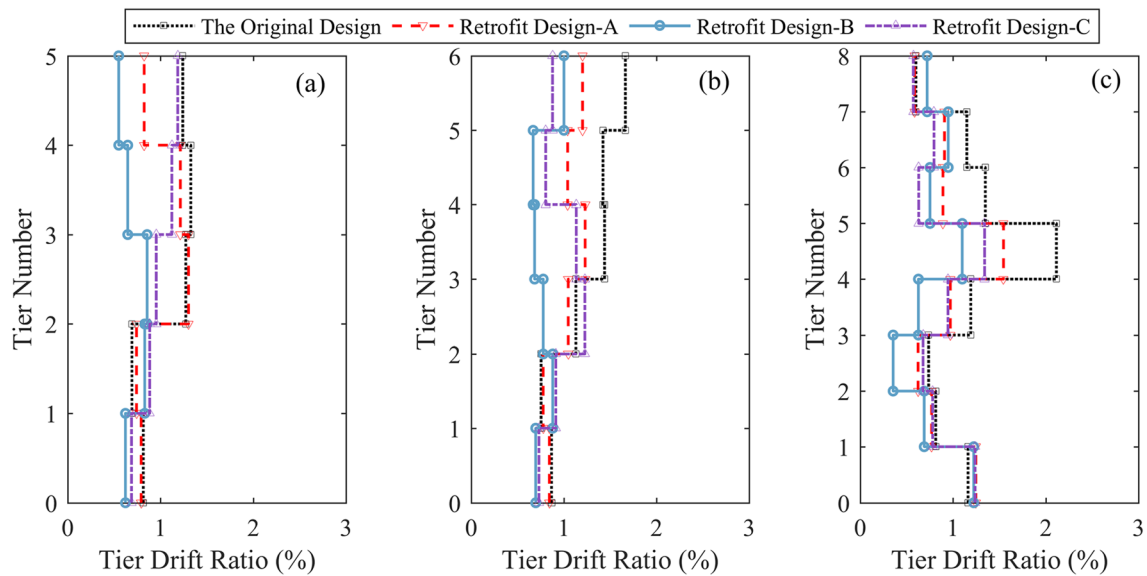 The Original Design Retrofit Design-A Retrofit Design-B Retrofit Design-C
(a)
5
4
3
2
1
0
0 1 2 3
Tier Number
Tier Drift Ratio (%)
(b)
6
5
4
3
2
1
0
0 1 2 3
Tier Number
Tier Drift Ratio (%)
(c)
8
7
6
5
4
3
2
1
0
0 1 2 3
Tier Number
Tier Drift Ratio (%)